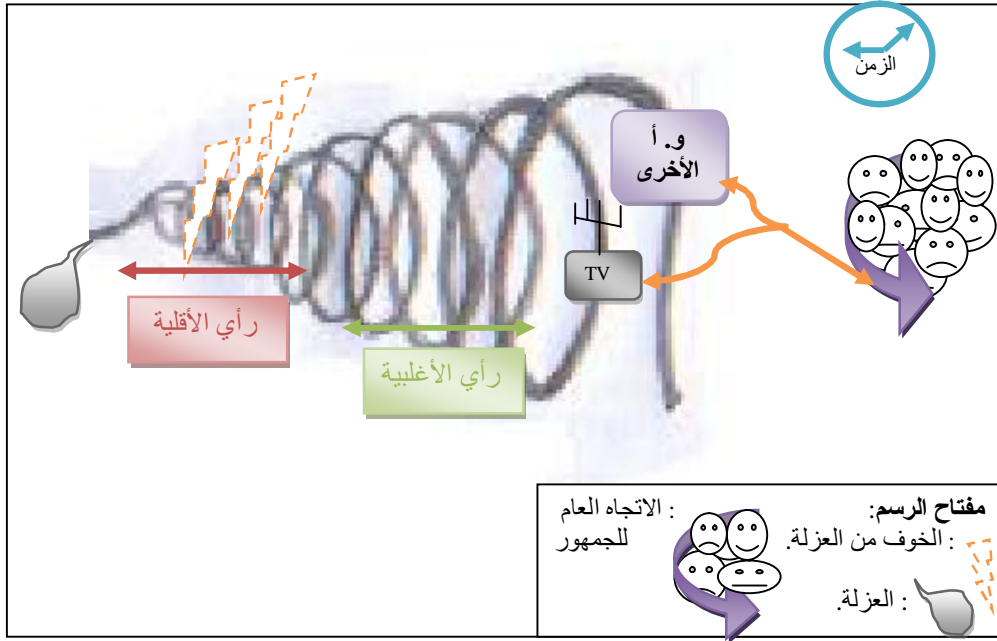 الزمن
و. أ
الأخرى
TV
رأي الأقلية
رأي الأغلبية
مفتاح الرسم:
: الخوف من العزلة.
: العزلة.
: الاتجاه العام
للجمهور